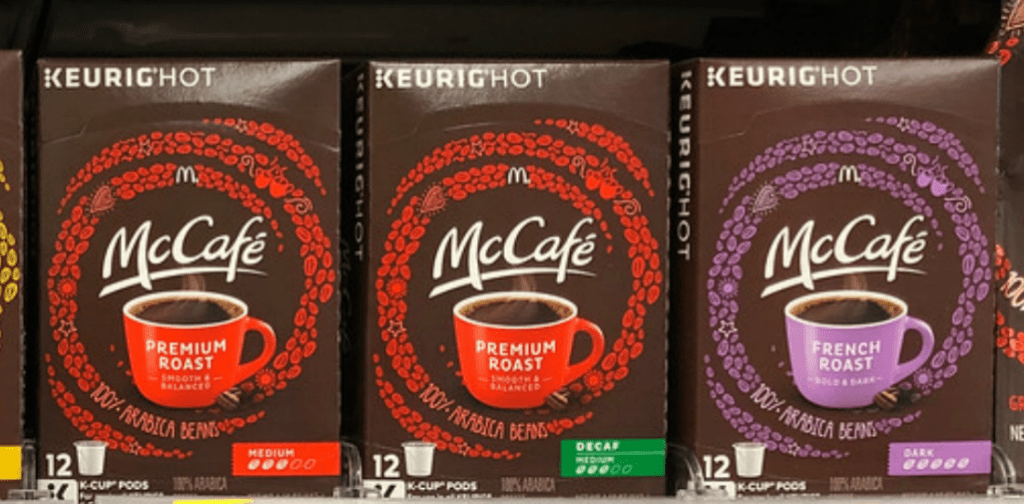 KEURIG HOT
McCafé
PREMIUM
ROAST
SMOOTH &
BALANCED
100% ARABICA BEANS
MEDIUM
12
K-CUP® PODS
100% ARABICA
KEURIG HOT
McCafé
PREMIUM
ROAST
SMOOTH &
BALANCED
100% ARABICA BEANS
DECAF
MEDIUM
12
K-CUP® PODS
100% ARABICA
KEURIG HOT
KEURIG HOT
McCafé
FRENCH
ROAST
BOLD & DARK
100% ARABICA BEANS
DARK
12
K-CUP® PODS
100% ARABICA